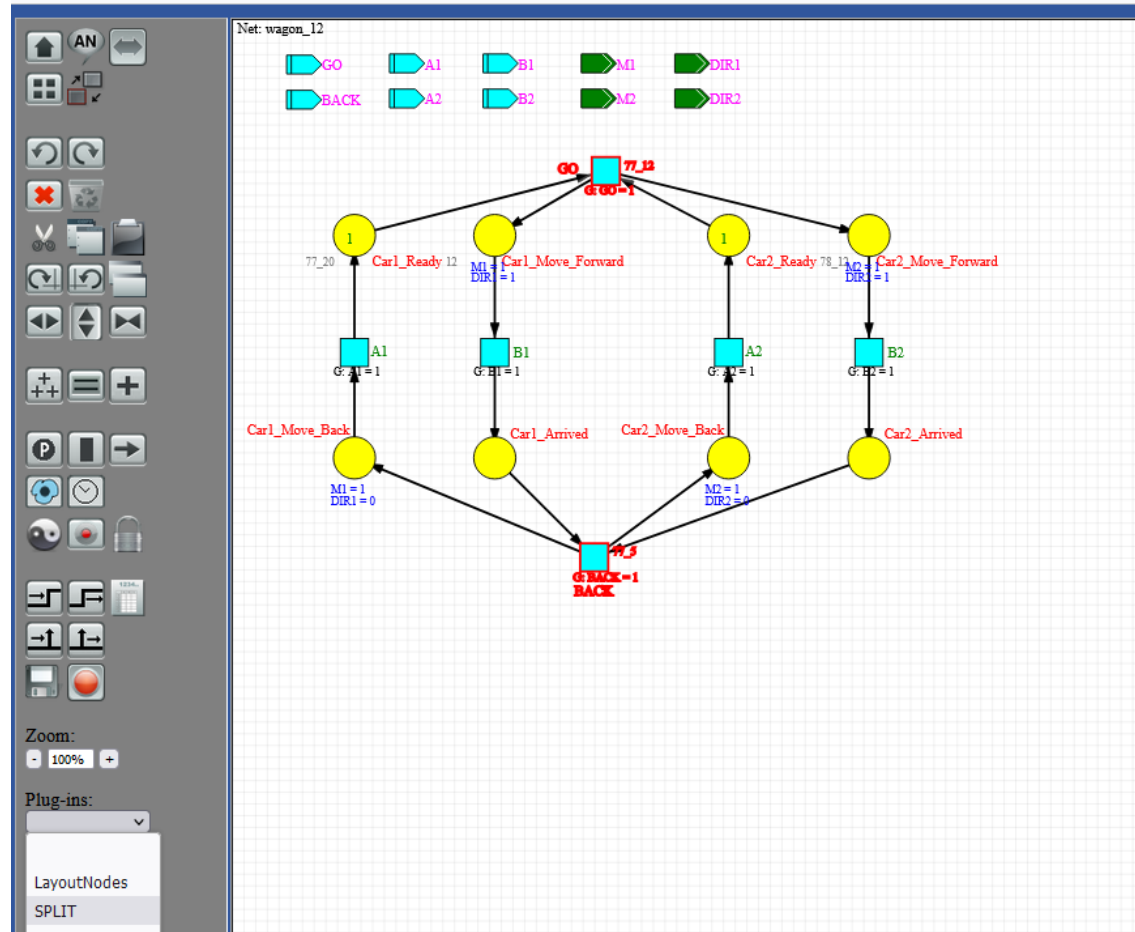 Net: wagon_12
AN
GO
A1
B1
M1
DIR1
BACK
A2
B2
M2
DIR2
GO
77_12
G: GO = 1
1
1
77_20
Car1_Ready 12
Car1_Move_Forward
M1 = 1
DIR1 = 1
Car2_Ready 78_12
Car2_Move_Forward
M2 = 1
DIR2 = 1
A1
G: A1 = 1
B1
G: B1 = 1
A2
G: A2 = 1
B2
G: B2 = 1
Car1_Move_Back
Car1_Arrived
Car2_Move_Back
Car2_Arrived
P
M1 = 1
DIR1 = 0
M2 = 1
DIR2 = 0
77_5
G: BACK = 1
BACK
1234..
Zoom:
- 100% +
Plug-ins:
LayoutNodes
SPLIT